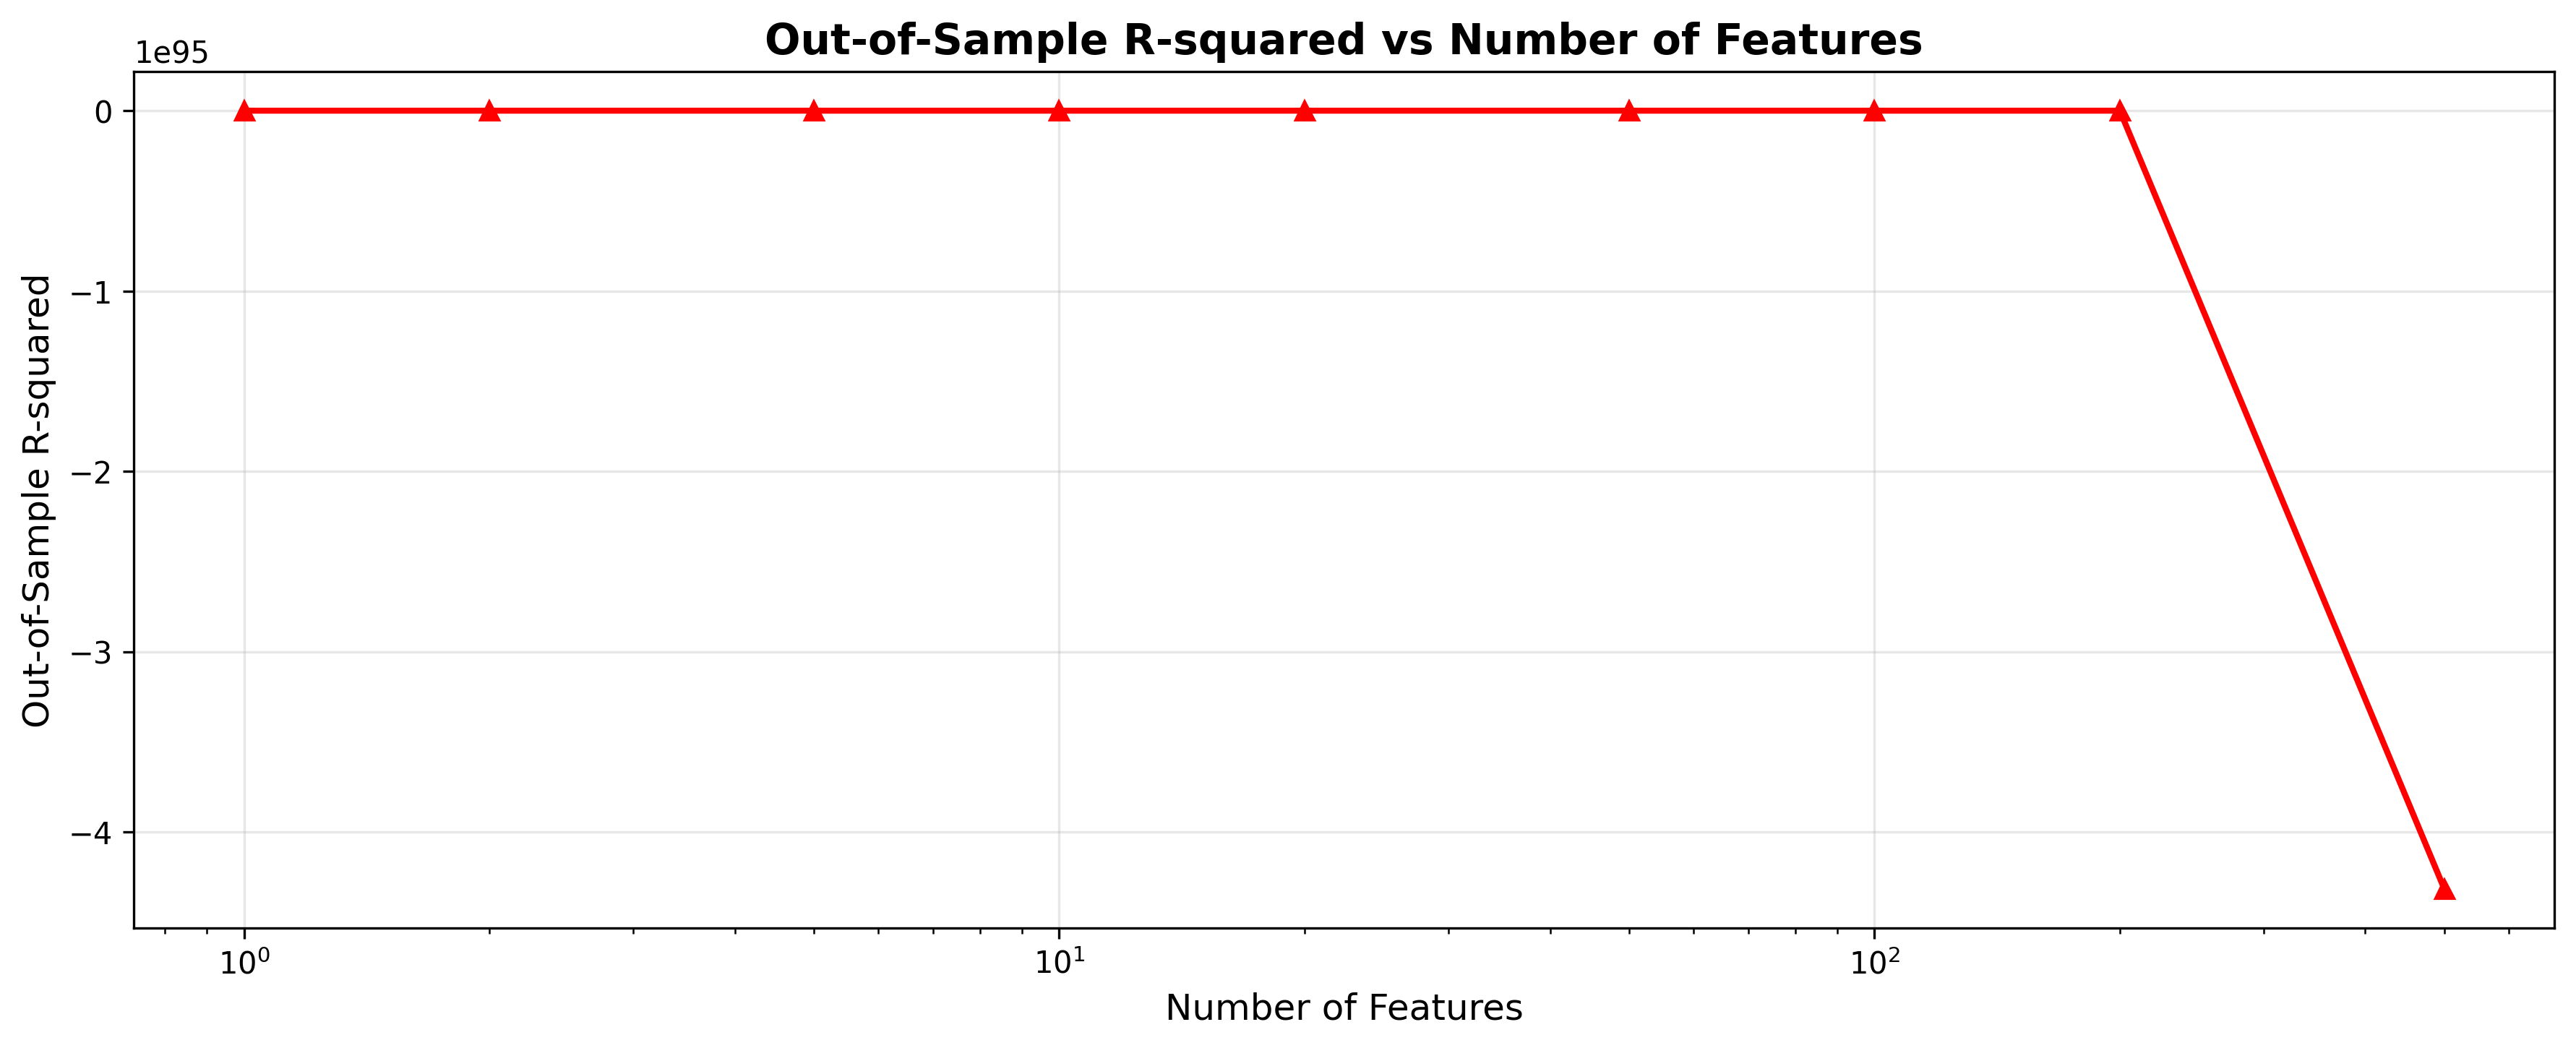 Out-of-Sample R-squared vs Number of Features
1e95
0
−1
−2
−3
−4
Out-of-Sample R-squared
10⁰ 10¹ 10²
Number of Features